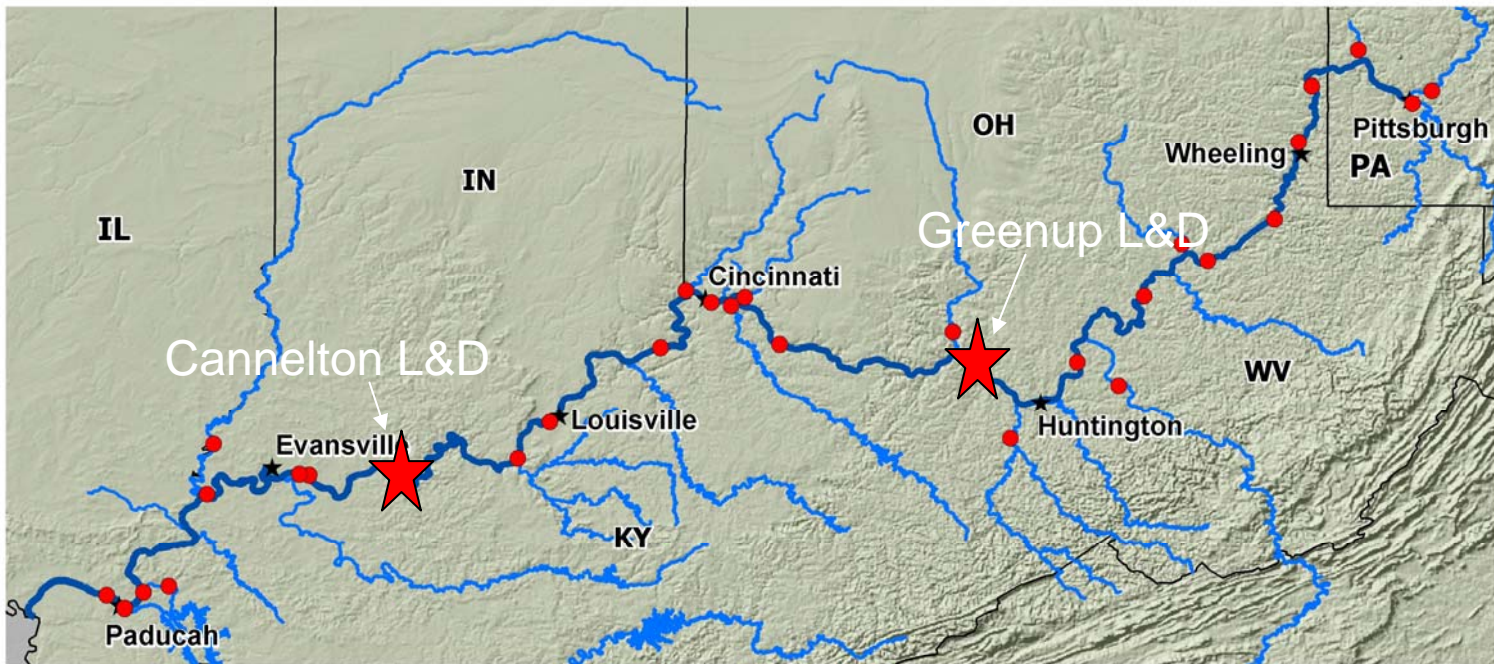 OH
Pittsburgh
Wheeling
PA
IN
IL
Greenup L&D
Cincinnati
Cannelton L&D
WV
Louisville
Huntington
Evansville
KY
Paducah